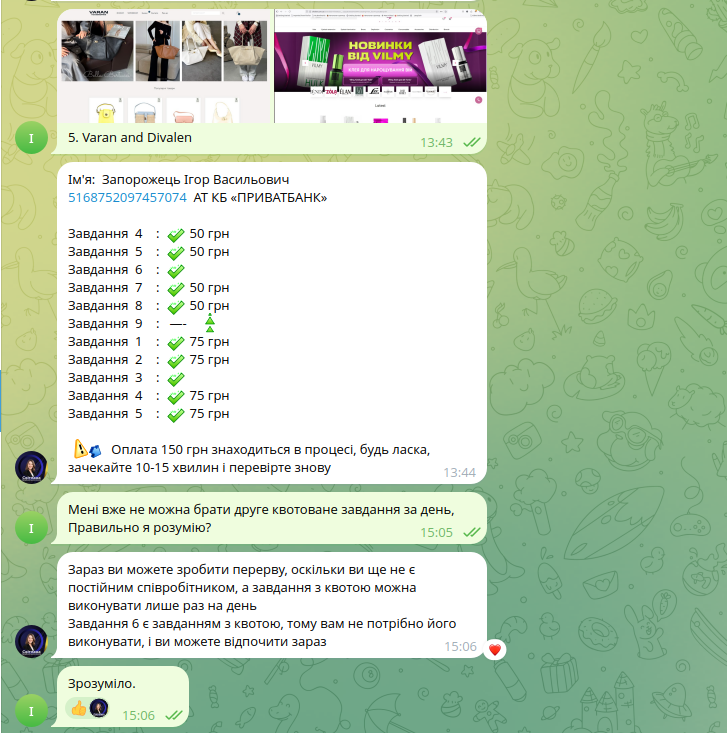 VARAN
НОВИНКИ
ВІД VILMY
КЛЕЙ ДЛЯ НАРОЩУВАННЯ ВІЙ
Latest
5. Varan and Divalen
13:43
Ім'я: Запорожець Ігор Васильович
5168752097457074 АТ КБ «ПРИВАТБАНК»
Завдання 4 : ✅ 50 грн
Завдання 5 : ✅ 50 грн
Завдання 6 : ✅
Завдання 7 : ✅ 50 грн
Завдання 8 : ✅ 50 грн
Завдання 9 : —-
Завдання 1 : ✅ 75 грн
Завдання 2 : ✅ 75 грн
Завдання 3 : ✅
Завдання 4 : ✅ 75 грн
Завдання 5 : ✅ 75 грн
Оплата 150 грн знаходиться в процесі, будь ласка,
зачекайте 10-15 хвилин і перевірте знову
13:44
Мені вже не можна брати друге квотоване завдання за день,
Правильно я розумію?
15:05
Зараз ви можете зробити перерву, оскільки ви ще не є
постійним співробітником, а завдання з квотою можна
виконувати лише раз на день
Завдання 6 є завданням з квотою, тому вам не потрібно його
виконувати, і ви можете відпочити зараз
15:06
Зрозуміло.
15:06